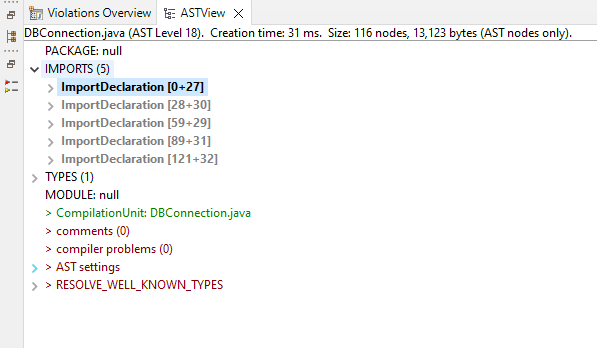 Violations Overview ASTView
DBConnection.java (AST Level 18). Creation time: 31 ms. Size: 116 nodes, 13,123 bytes (AST nodes only).
PACKAGE: null
IMPORTS (5)
ImportDeclaration [0+27]
ImportDeclaration [28+30]
ImportDeclaration [59+29]
ImportDeclaration [89+31]
ImportDeclaration [121+32]
TYPES (1)
MODULE: null
> CompilationUnit: DBConnection.java
> comments (0)
> compiler problems (0)
> AST settings
> RESOLVE_WELL_KNOWN_TYPES